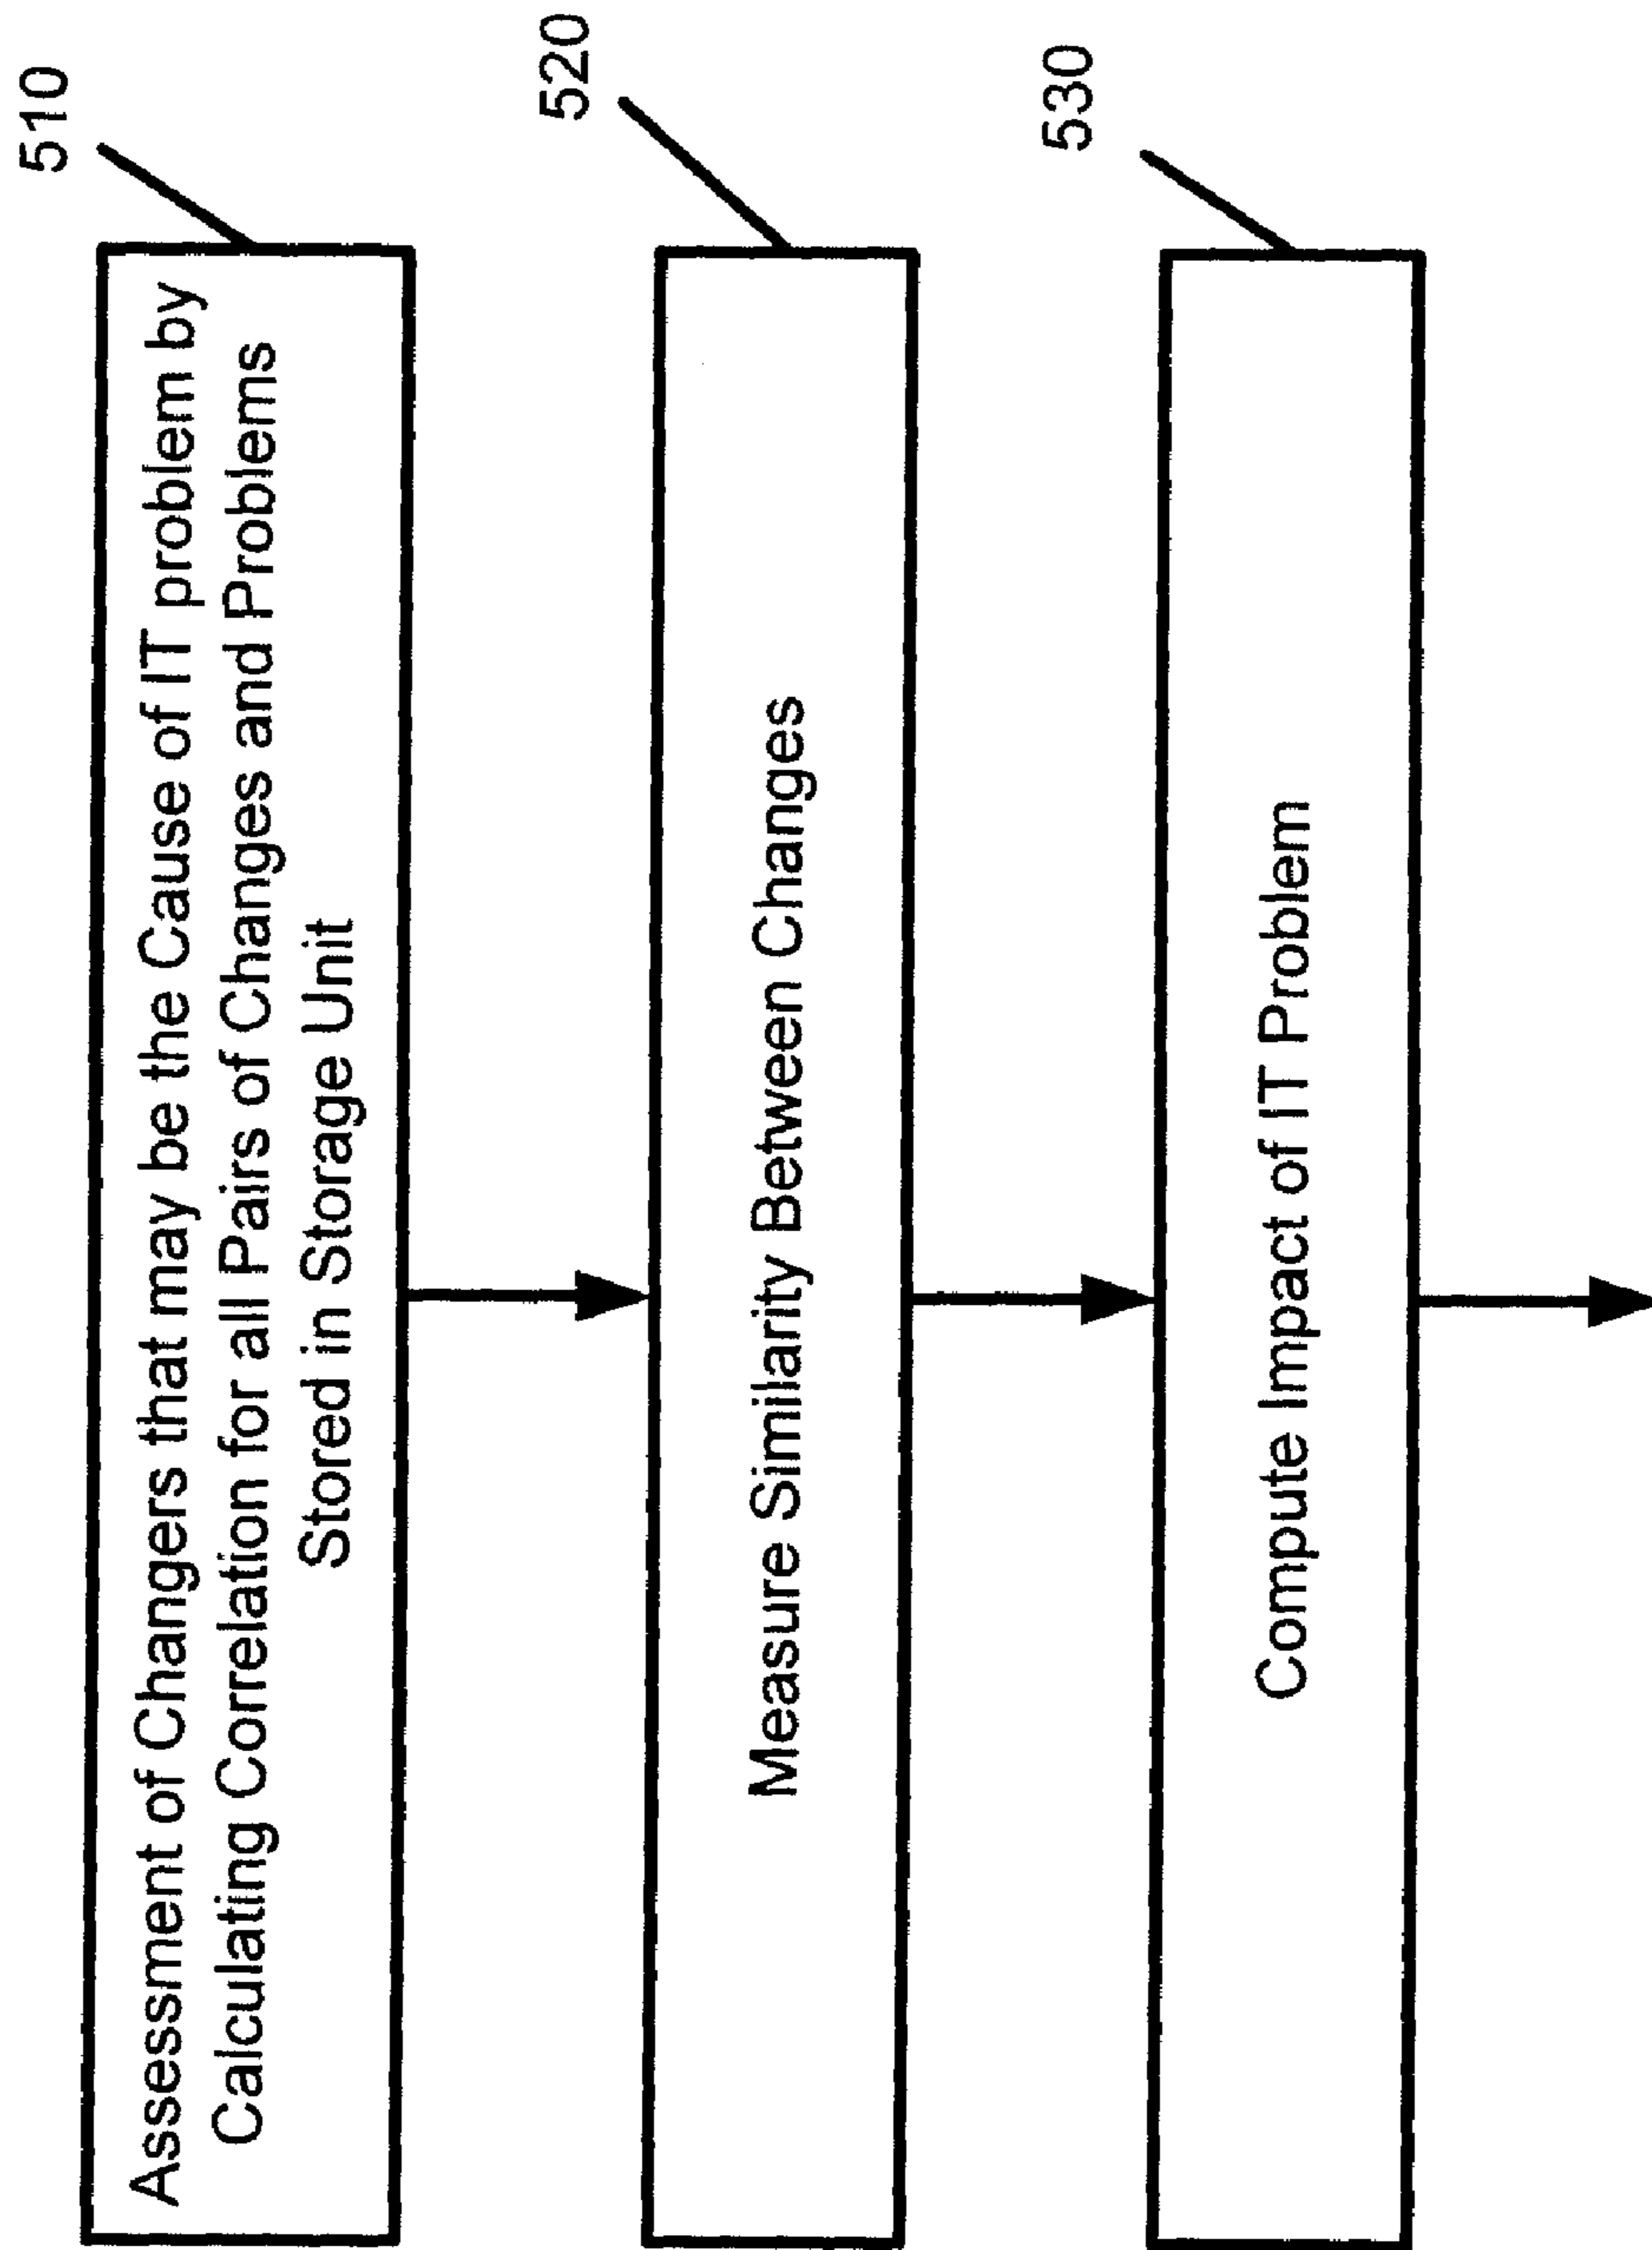 510
Assessment of Changers that may be the Cause of IT problem by
Calculating Correlation for all Pairs of Changes and Problems
Stored in Storage Unit
520
Measure Similarity Between Changes
530
Compute Impact of IT Problem